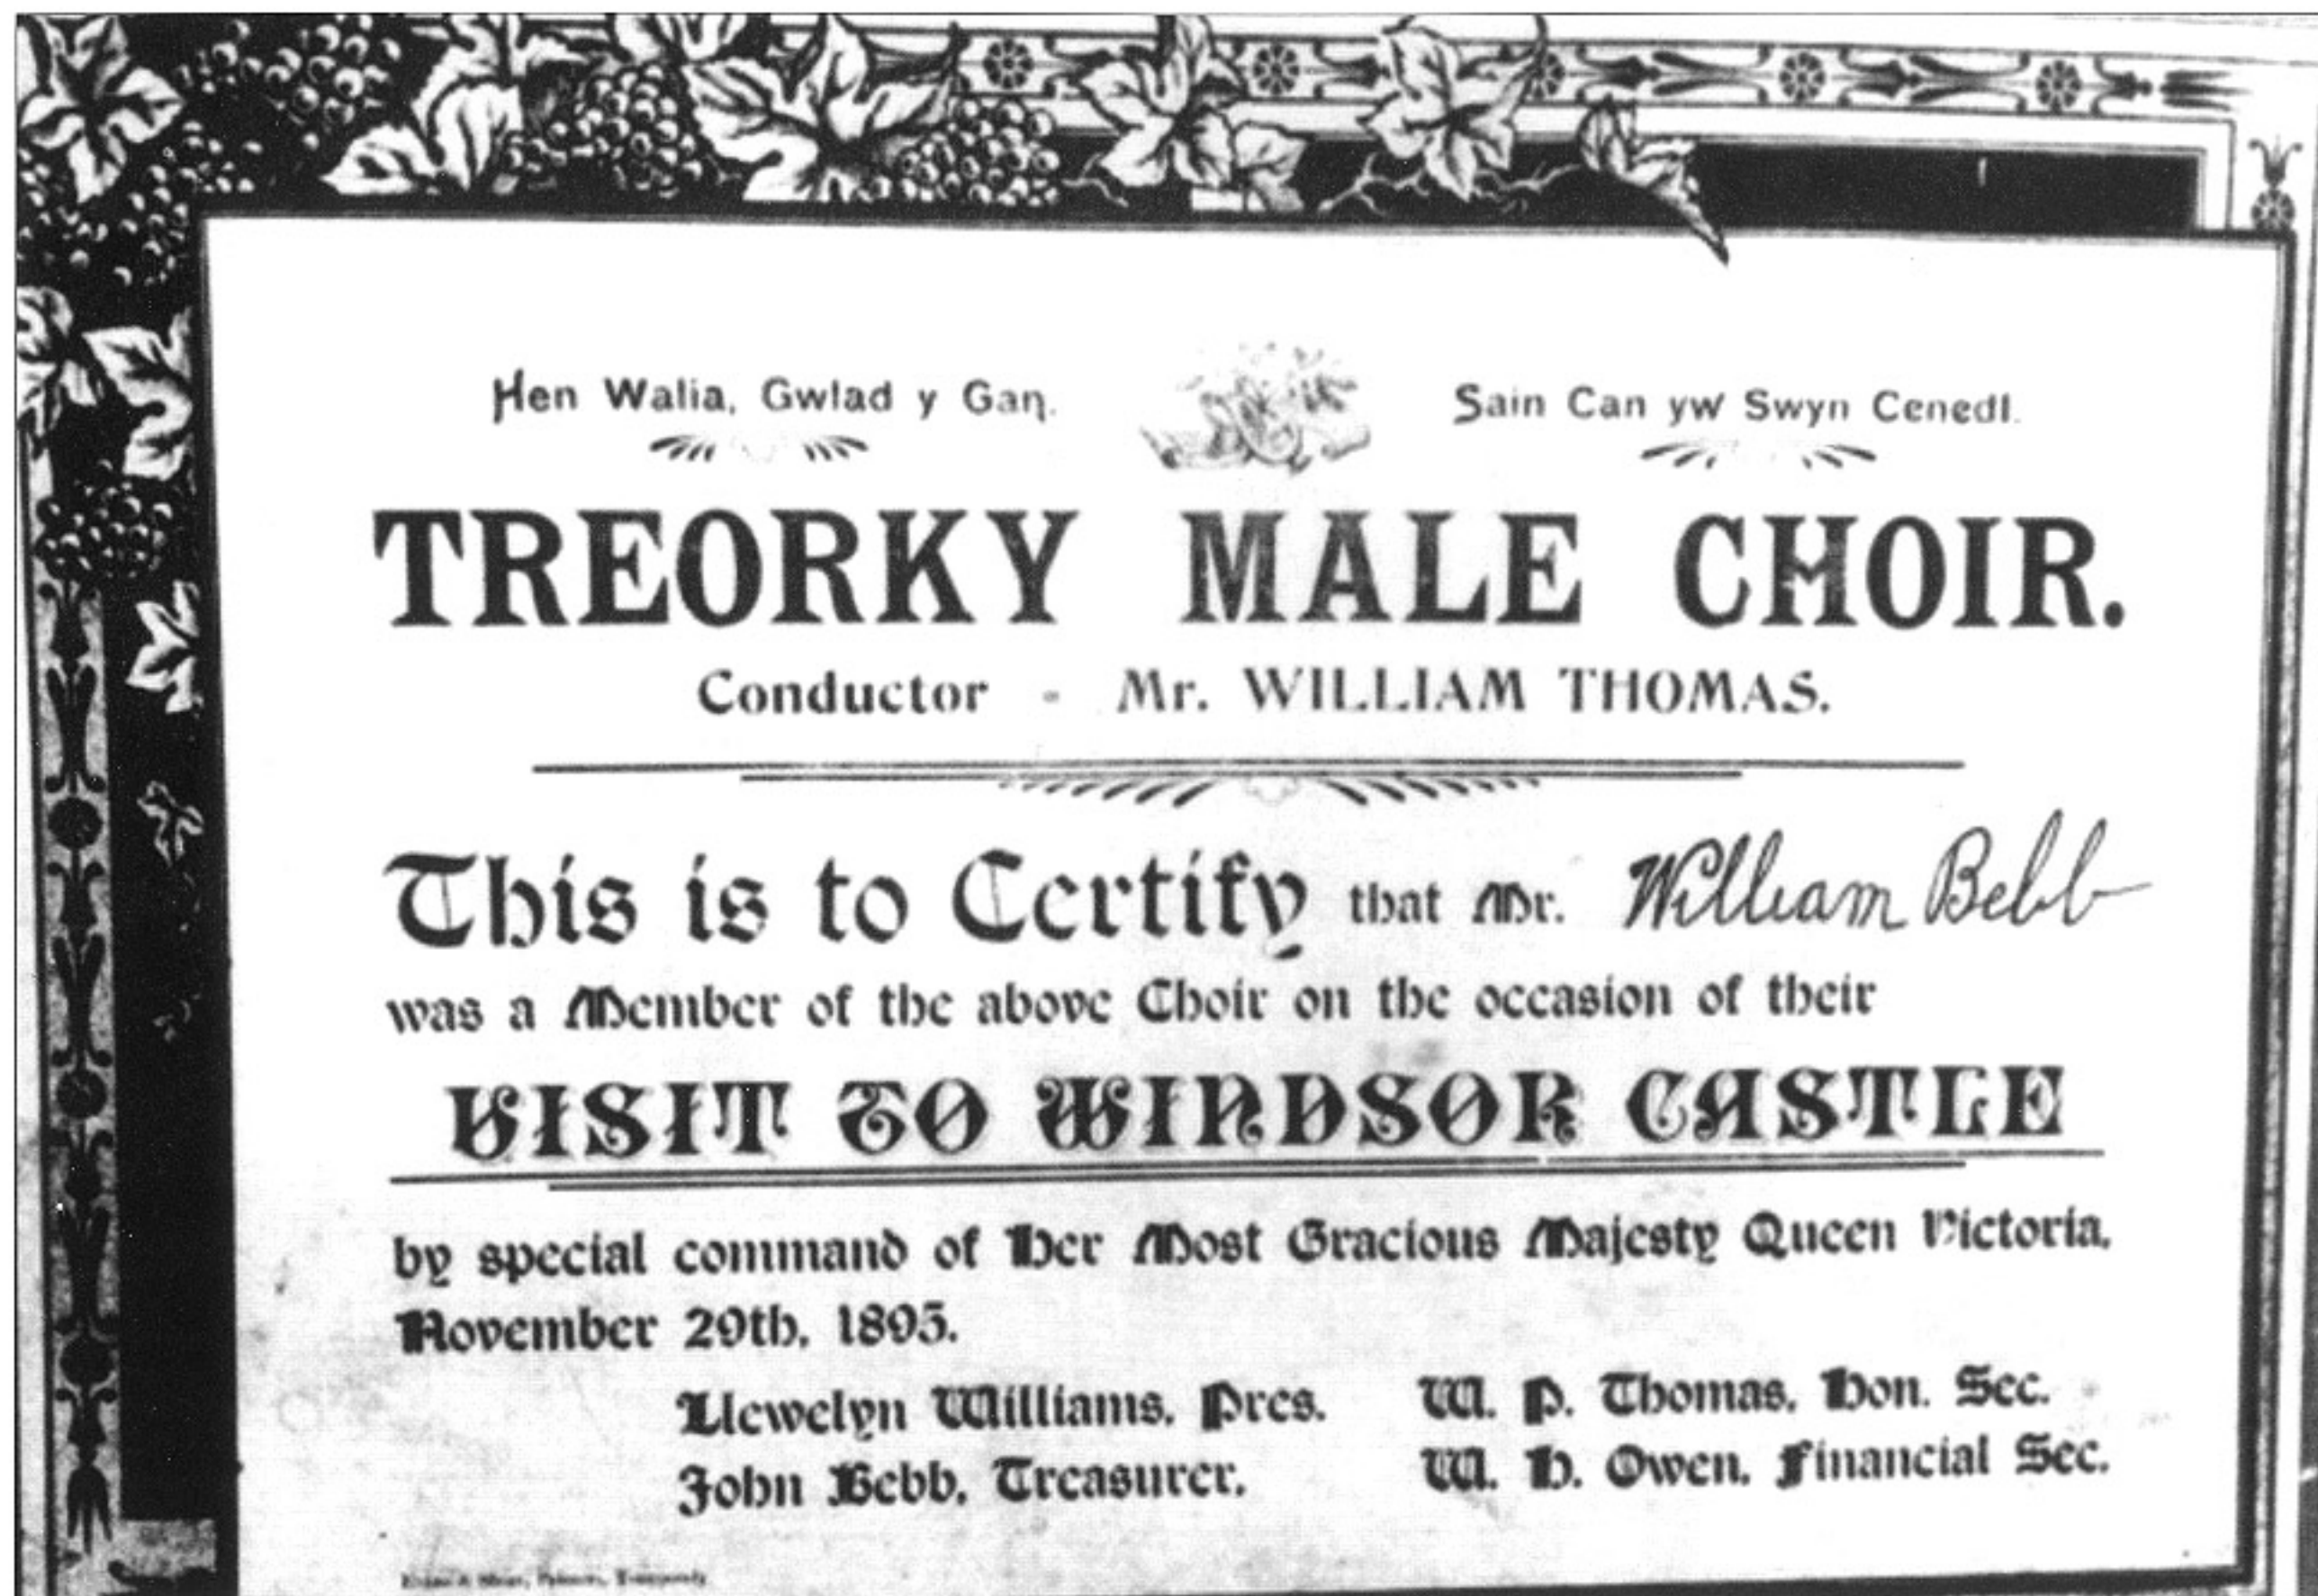 Hen Walia, Gwlad y Gan.
Sain Can yw Swyn Cenedl.
TREORKY MALE CHOIR.
Conductor - Mr. WILLIAM THOMAS.
This is to Certify that Mr. William Bebb
was a Member of the above Choir on the occasion of their
VISIT TO WINDSOR CASTLE
by special command of Her Most Gracious Majesty Queen Victoria,
November 29th, 1895.
Llewelyn Williams, Pres.
W. P. Thomas, Hon. Sec.
John Bebb, Treasurer.
W. H. Owen, Financial Sec.
Printers,